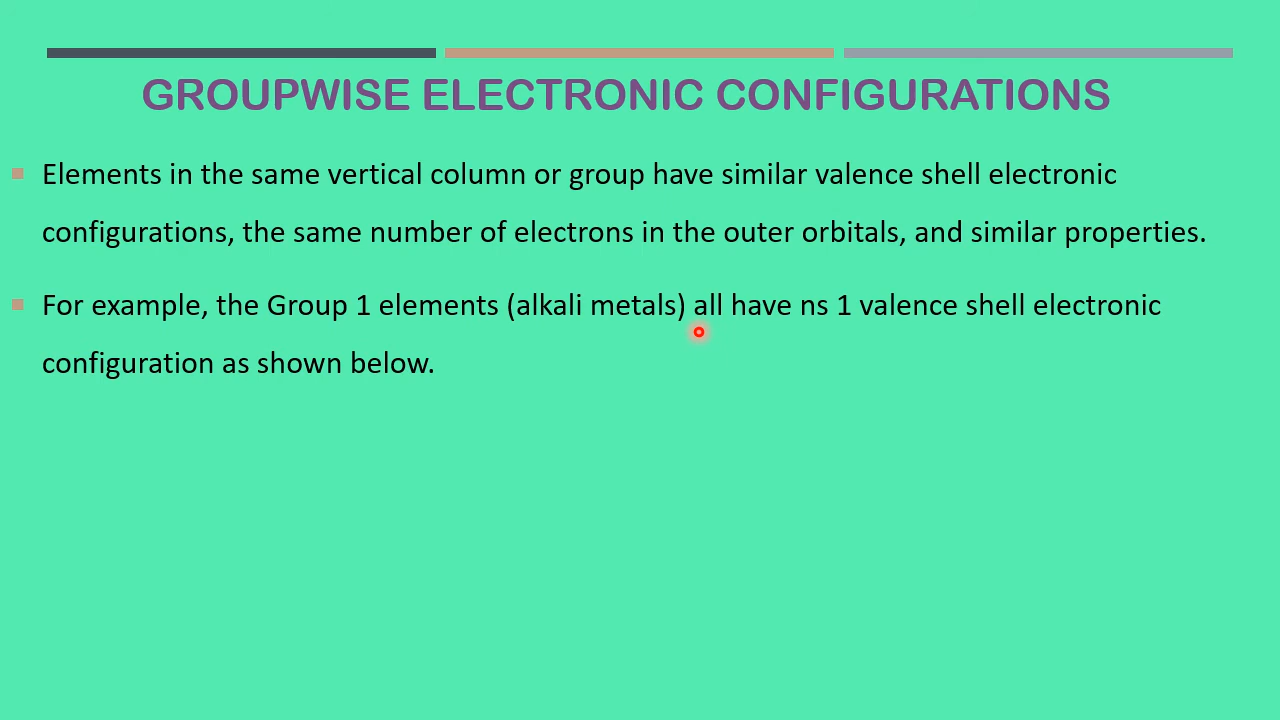 GROUPWISE ELECTRONIC CONFIGURATIONS
Elements in the same vertical column or group have similar valence shell electronic
configurations, the same number of electrons in the outer orbitals, and similar properties.
For example, the Group 1 elements (alkali metals) all have ns 1 valence shell electronic
configuration as shown below.